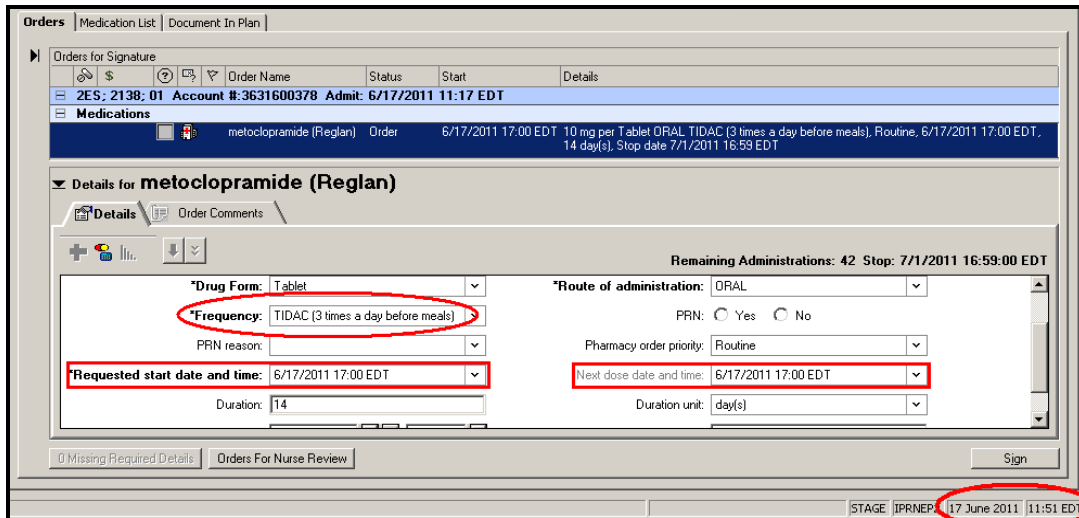 Orders Medication List Document In Plan
Orders for Signature
$ Order Name Status Start Details
2ES; 2138; 01 Account #:3631600378 Admit: 6/17/2011 11:17 EDT
Medications
metoclopramide (Reglan) Order 6/17/2011 17:00 EDT 10 mg per Tablet ORAL TIDAC (3 times a day before meals), Routine, 6/17/2011 17:00 EDT,
14 day(s), Stop date 7/1/2011 16:59 EDT
Details for metoclopramide (Reglan)
Details Order Comments
Remaining Administrations: 42 Stop: 7/1/2011 16:59:00 EDT
*Drug Form: Tablet *Route of administration: ORAL
*Frequency: TIDAC (3 times a day before meals) PRN: Yes No
PRN reason: Pharmacy order priority: Routine
*Requested start date and time: 6/17/2011 17:00 EDT Next dose date and time: 6/17/2011 17:00 EDT
Duration: 14 Duration unit: day(s)
0 Missing Required Details Orders For Nurse Review Sign
STAGE 17 June 2011 11:51 EDT